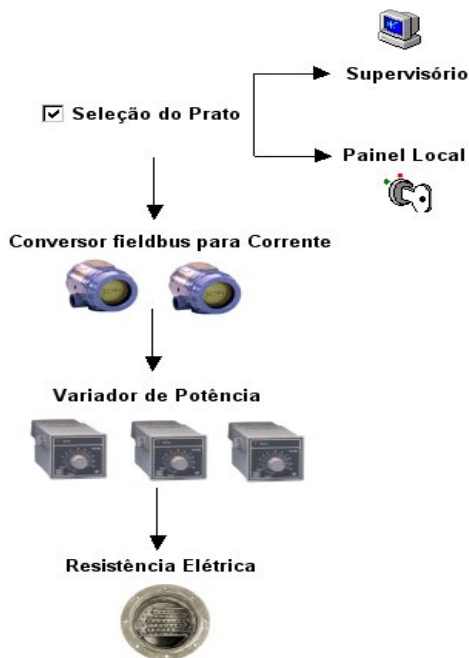 Supervisório
Seleção do Prato
Painel Local
Conversor fieldbus para Corrente
Variador de Potência
Resistência Elétrica